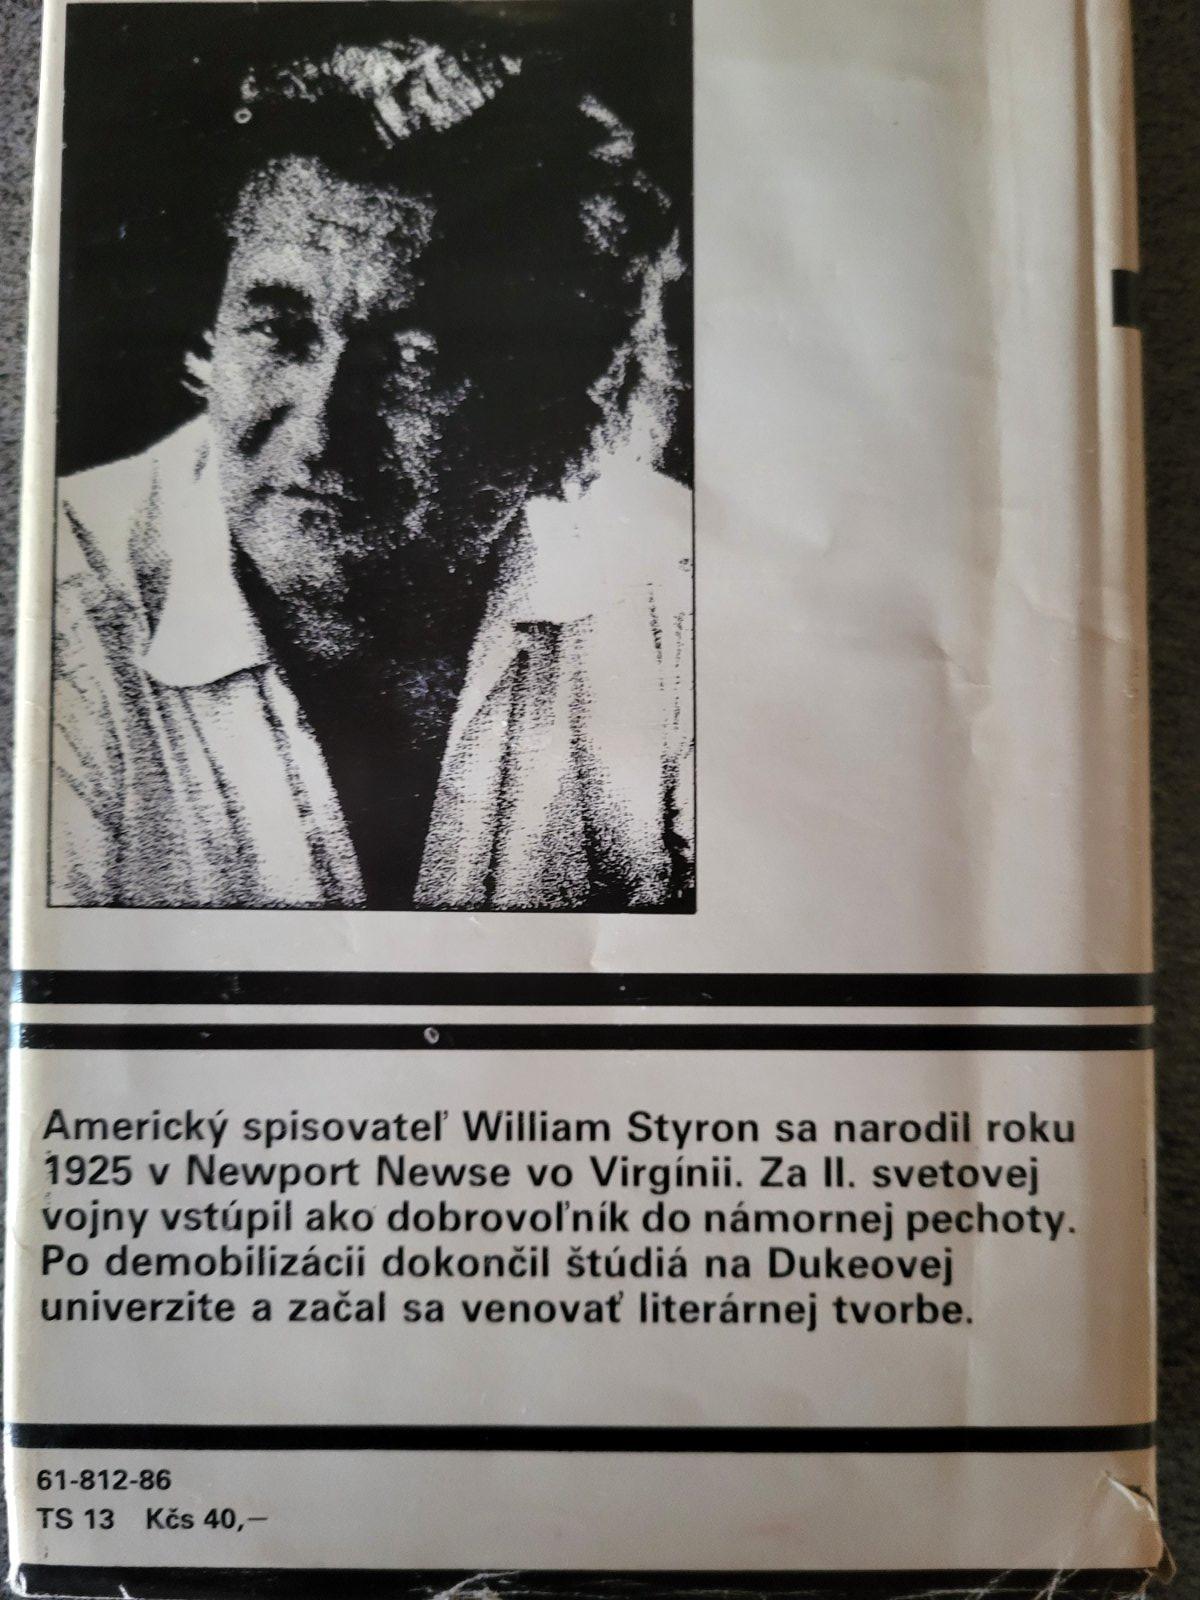 Americký spisovateľ William Styron sa narodil roku
1925 v Newport Newse vo Virgínii. Za II. svetovej
vojny vstúpil ako dobrovoľník do námornej pechoty.
Po demobilizácii dokončil štúdiá na Dukeovej
univerzite a začal sa venovať literárnej tvorbe.
61-812-86
TS 13 Kčs 40,—